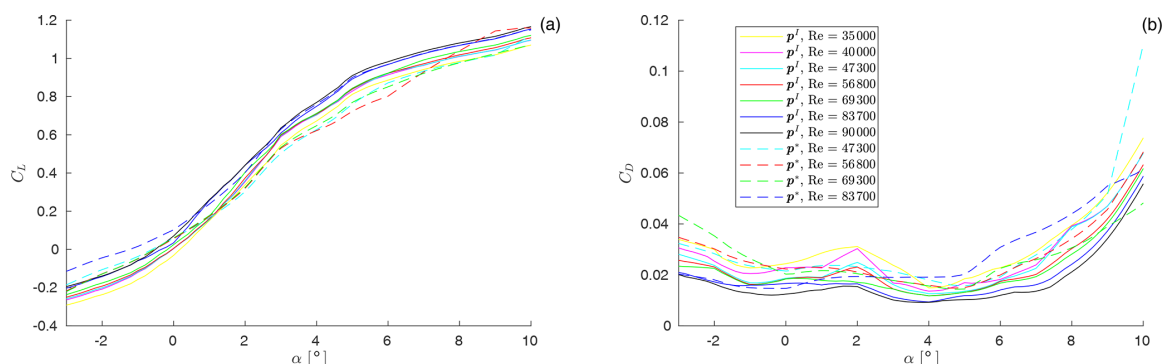 (a)
1.2
1
0.8
0.6
0.4
0.2
0
-0.2
-0.4
C_L
-2 0 2 4 6 8 10
α [°]
(b)
0.12
0.1
0.08
0.06
0.04
0.02
0
C_D
p^I, Re = 35000
p^I, Re = 40000
p^I, Re = 47300
p^I, Re = 56800
p^I, Re = 69300
p^I, Re = 83700
p^I, Re = 90000
p*, Re = 47300
p*, Re = 56800
p*, Re = 69300
p*, Re = 83700
-2 0 2 4 6 8 10
α [°]